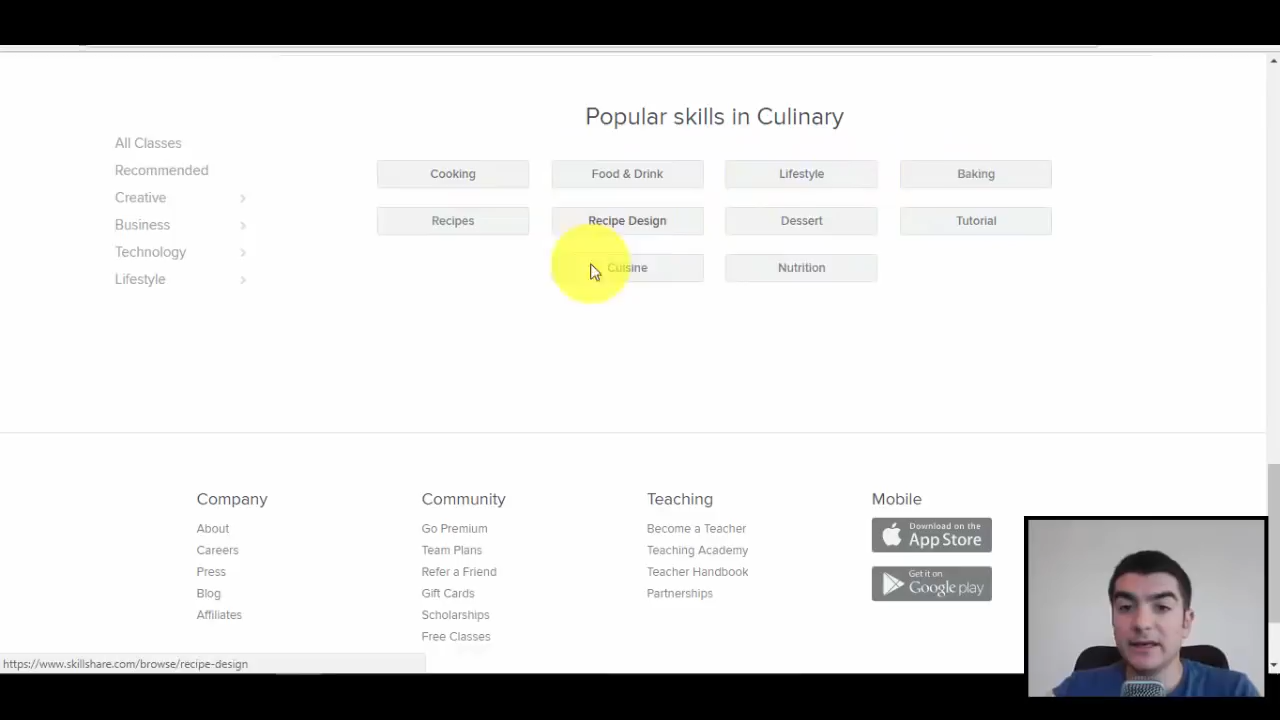 Popular skills in Culinary
All Classes
Recommended
Creative
Business
Technology
Lifestyle
Cooking
Food & Drink
Lifestyle
Baking
Recipes
Recipe Design
Dessert
Tutorial
Cuisine
Nutrition
Company
About
Careers
Press
Blog
Affiliates
Community
Go Premium
Team Plans
Refer a Friend
Gift Cards
Scholarships
Free Classes
Teaching
Become a Teacher
Teaching Academy
Teacher Handbook
Partnerships
Mobile
Download on the
App Store
Get it on
Google play
https://www.skillshare.com/browse/recipe-design